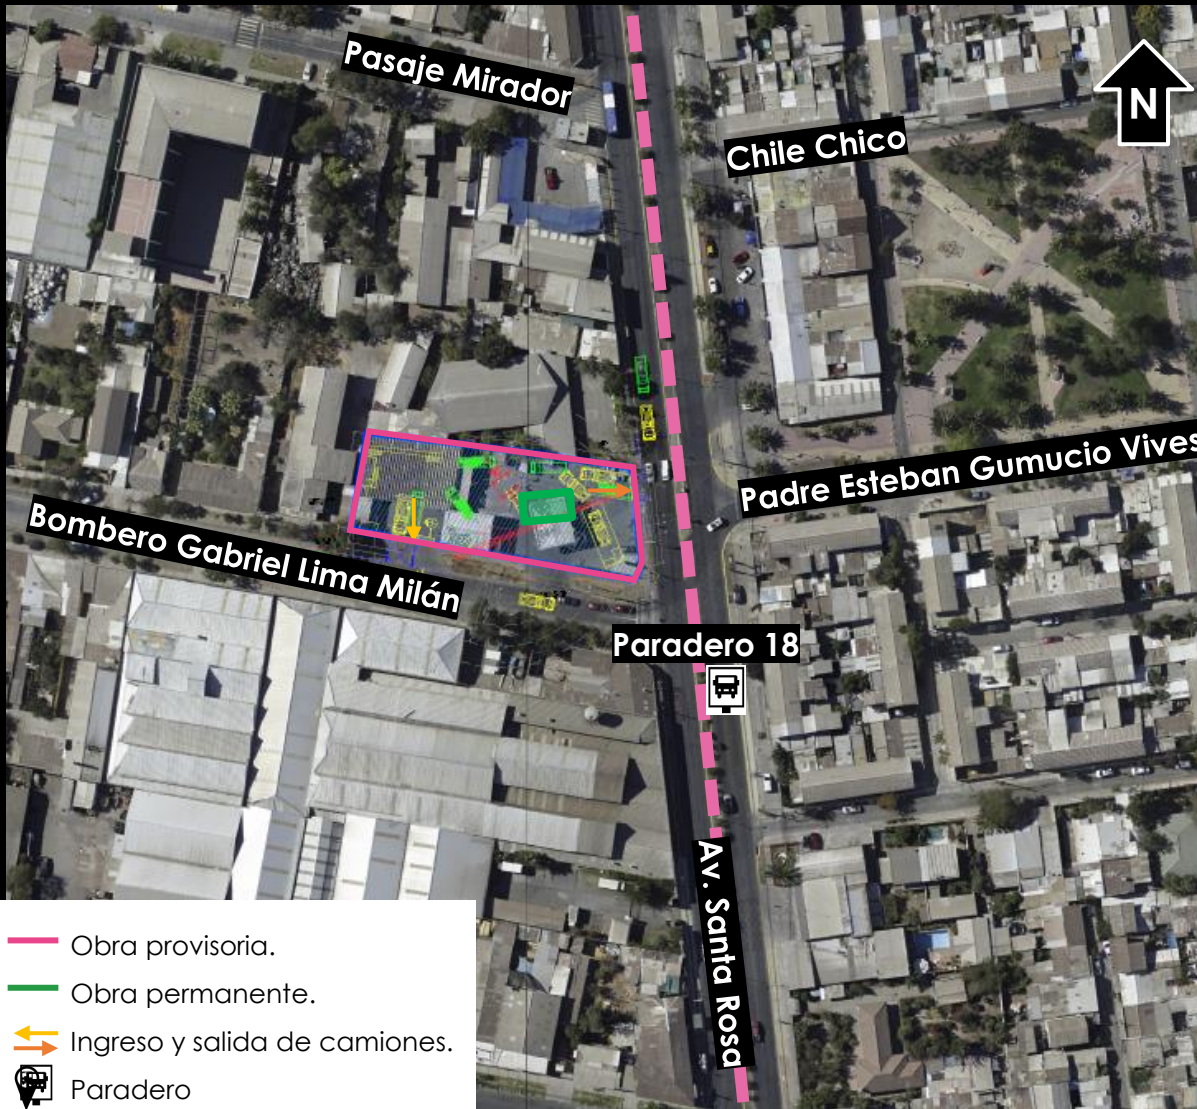 Pasaje Mirador
N
Chile Chico
Padre Esteban Gumucio Vives
Bombero Gabriel Lima Milán
Paradero 18
Av. Santa Rosa
Obra provisoria.
Obra permanente.
Ingreso y salida de camiones.
Paradero